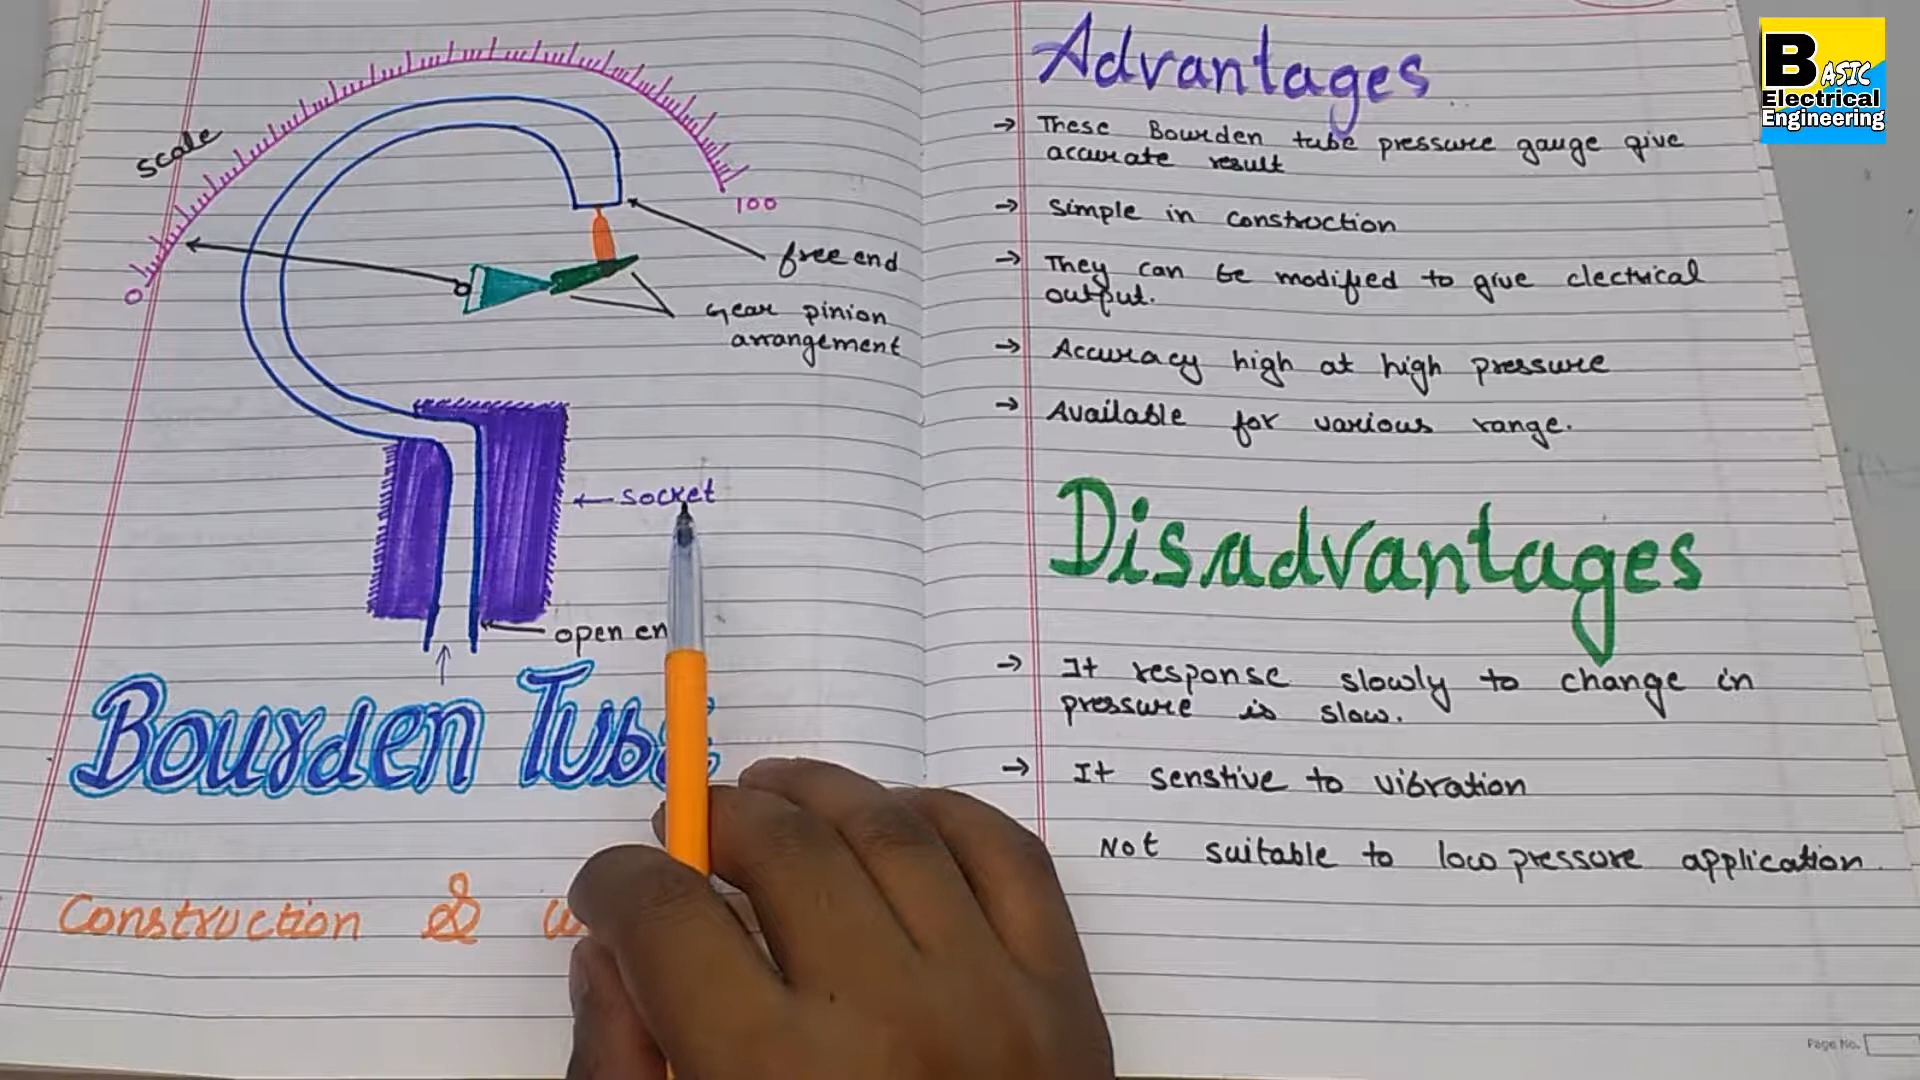 scale
0
100
free end
Gear pinion
arrangement
← socket
open en
Bourden Tube
Construction &
Advantages
→ These Bourden tube pressure gauge give
accurate result
→ Simple in construction
→ They can be modified to give electrical
output.
→ Accuracy high at high pressure
→ Available for various range.
Disadvantages
→ It response slowly to change in
pressure is slow.
→ It senstive to vibration
Not suitable to low pressure application.
Page No.
BASIC
Electrical
Engineering